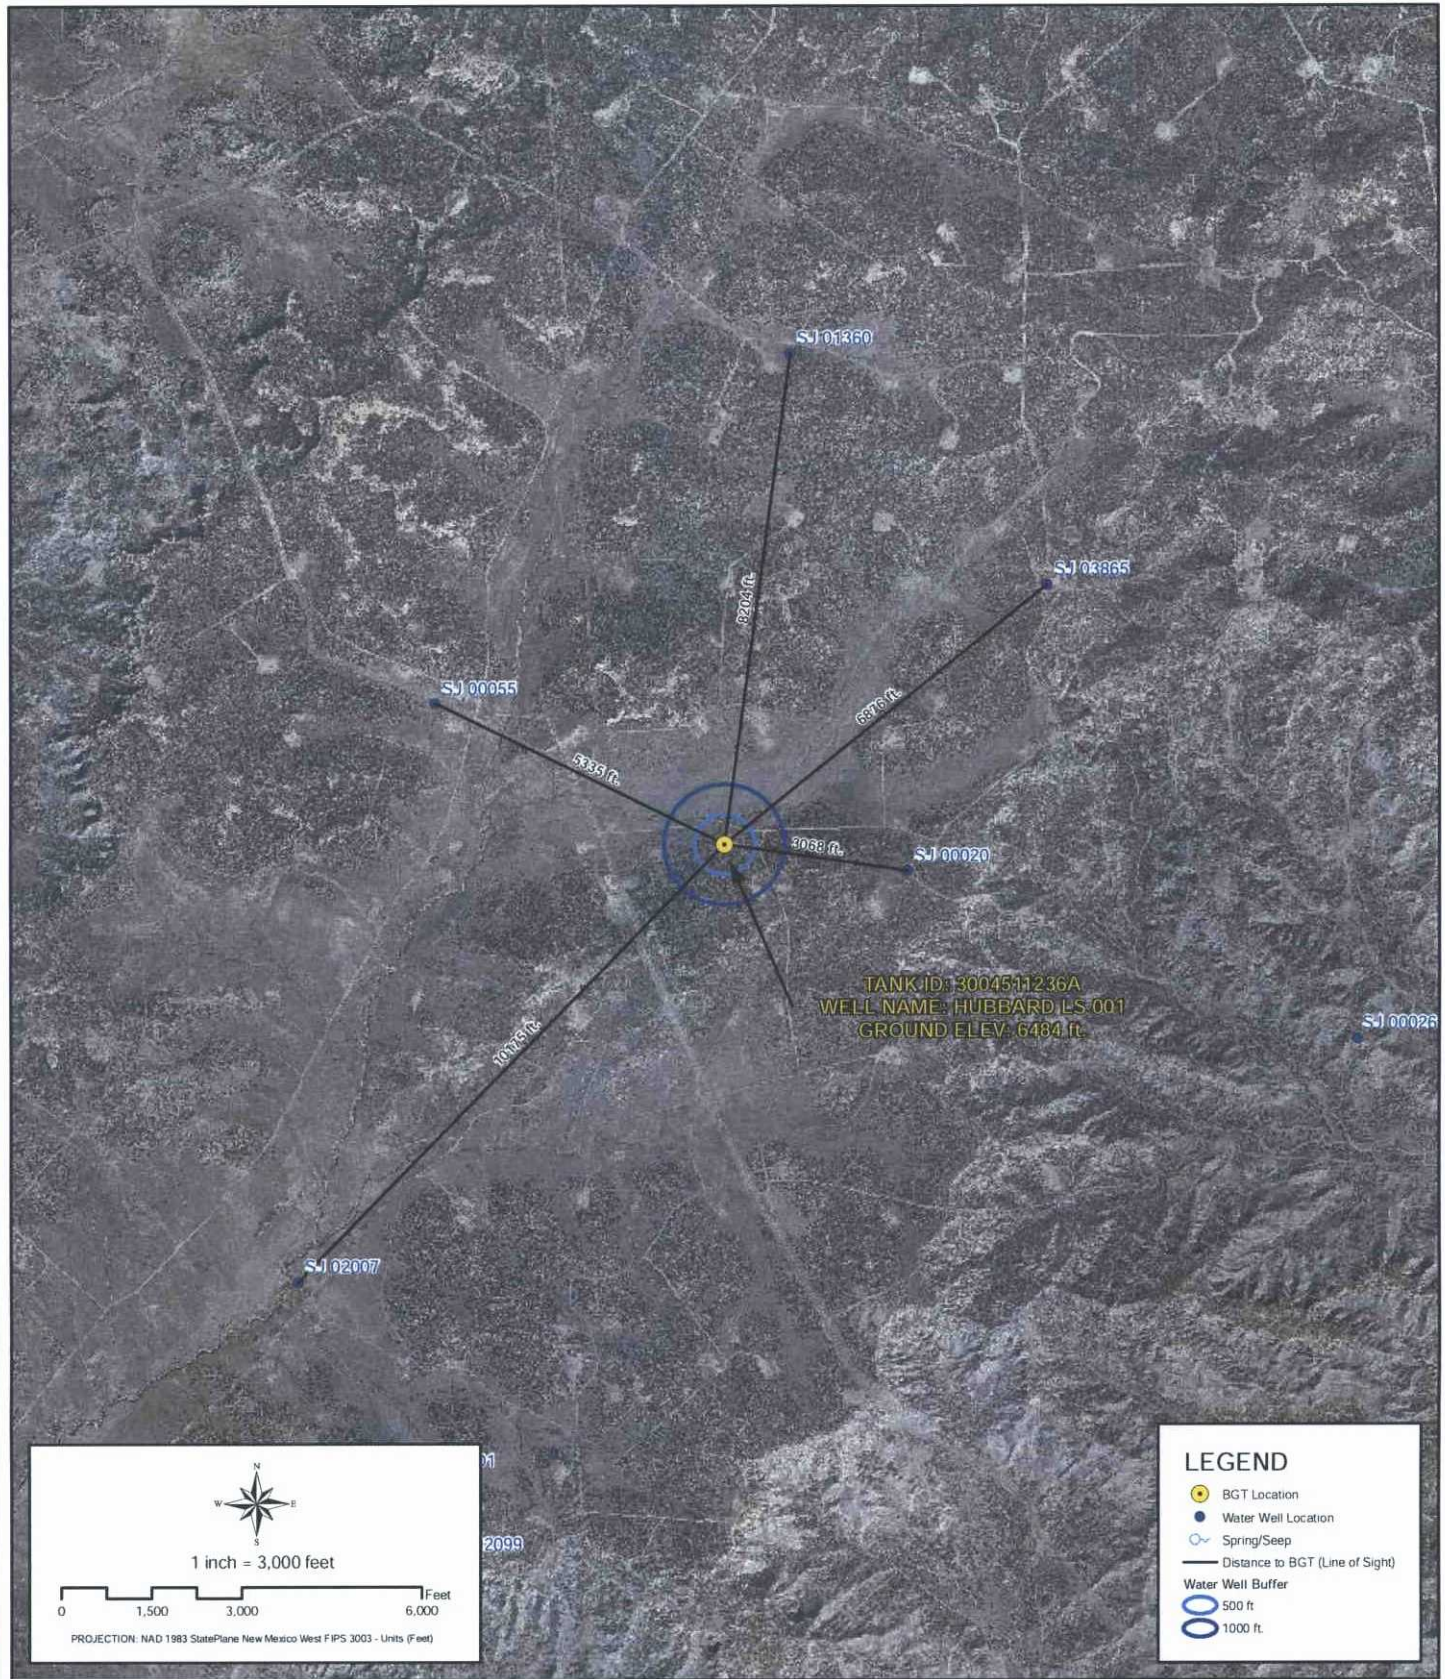 SJ 01360
8204 ft.
SJ 03865
SJ 00055
6876 ft.
5335 ft.
3068 ft.
SJ 00020
TANK ID: 3004511236A
WELL NAME: HUBBARD LS 001
GROUND ELEV: 6484 ft.
SJ 00026
10175 ft.
SJ 02007
2099
N
W
E
S
1 inch = 3,000 feet
Feet
0 1,500 3,000 6,000
PROJECTION: NAD 1983 StatePlane New Mexico West FIPS 3003 - Units (Feet)
LEGEND
BGT Location
Water Well Location
Spring/Seep
Distance to BGT (Line of Sight)
Water Well Buffer
500 ft
1000 ft.